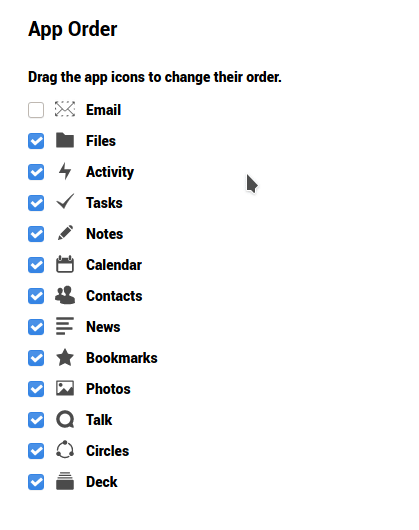 App Order
Drag the app icons to change their order.
Email
Files
Activity
Tasks
Notes
Calendar
Contacts
News
Bookmarks
Photos
Talk
Circles
Deck